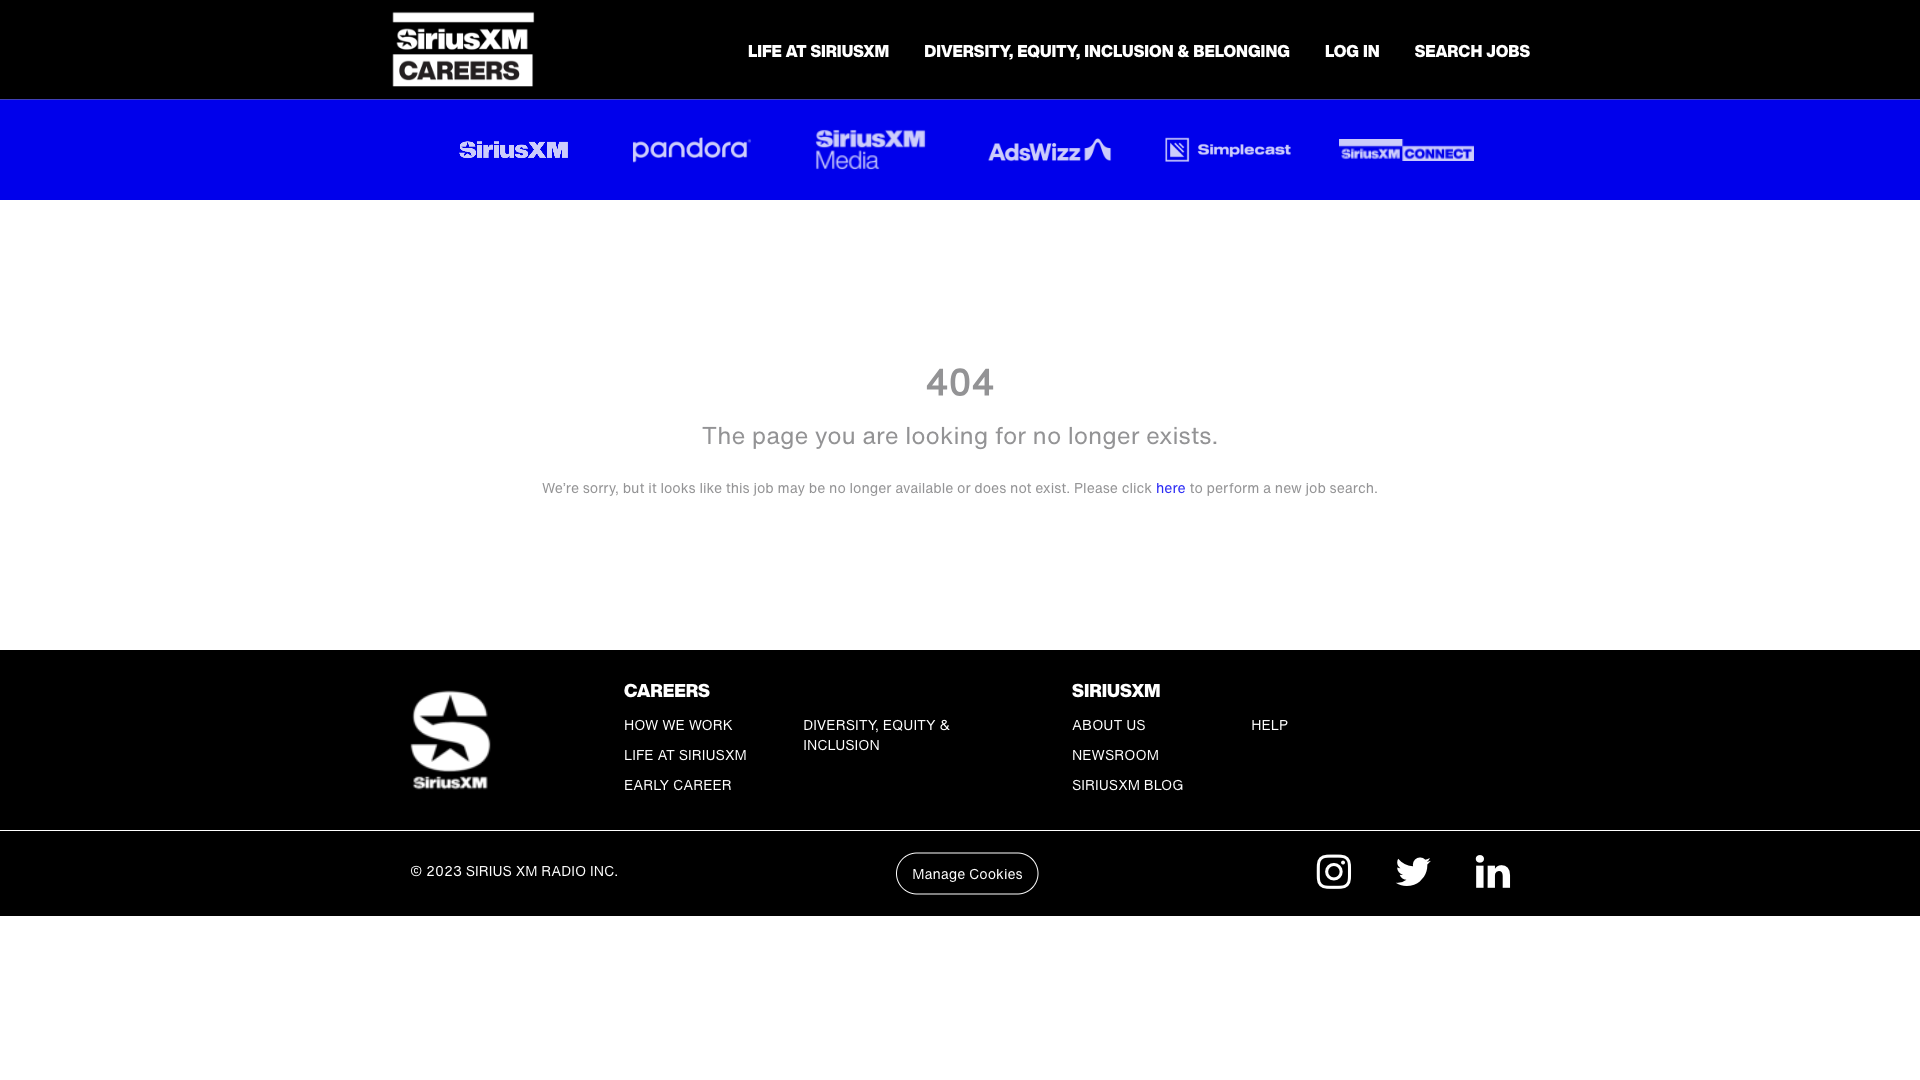 SiriusXM
CAREERS
LIFE AT SIRIUSXM
DIVERSITY, EQUITY, INCLUSION & BELONGING
LOG IN
SEARCH JOBS
SiriusXM
pandora
SiriusXM
Media
AdsWizz
Simplecast
SiriusXM CONNECT
404
The page you are looking for no longer exists.
We’re sorry, but it looks like this job may be no longer available or does not exist. Please click here to perform a new job search.
SiriusXM
CAREERS
HOW WE WORK
LIFE AT SIRIUSXM
EARLY CAREER
DIVERSITY, EQUITY &
INCLUSION
SIRIUSXM
ABOUT US
NEWSROOM
SIRIUSXM BLOG
HELP
© 2023 SIRIUS XM RADIO INC.
Manage Cookies